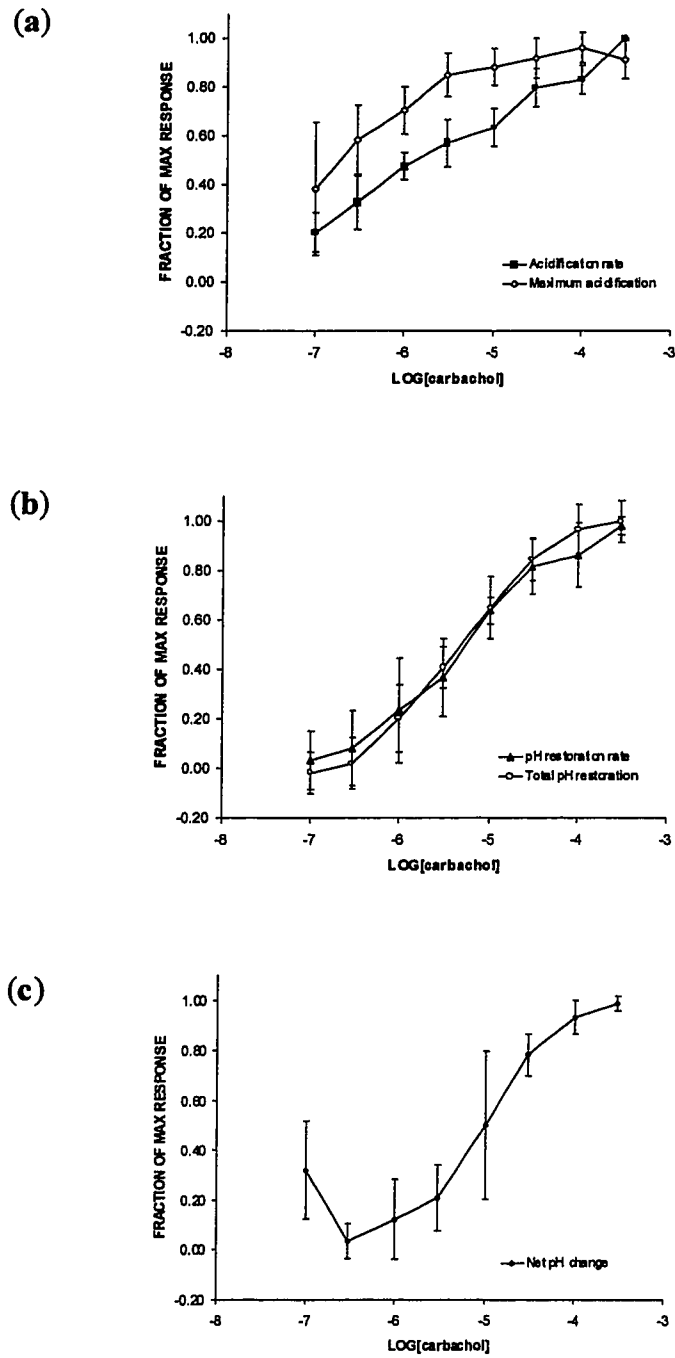 (a)
1.00
0.80
0.60
0.40
0.20
0.00
-0.20
FRACTION OF MAX RESPONSE
Acidification rate
Maximum acidification
-8 -7 -6 -5 -4 -3
LOG[carbachol]
(b)
1.00
0.80
0.60
0.40
0.20
0.00
-0.20
FRACTION OF MAX RESPONSE
pH restoration rate
Total pH restoration
-8 -7 -6 -5 -4 -3
LOG[carbachol]
(c)
1.00
0.80
0.60
0.40
0.20
0.00
-0.20
FRACTION OF MAX RESPONSE
Net pH change
-8 -7 -6 -5 -4 -3
LOG[carbachol]